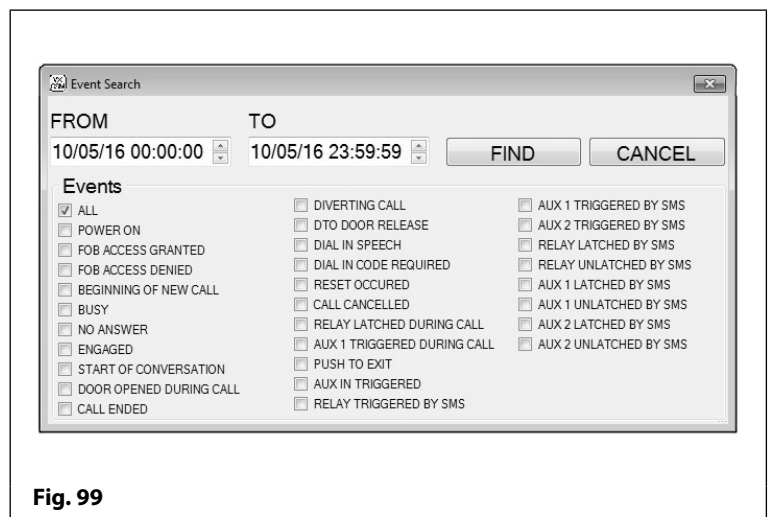 Event Search
FROM
TO
10/05/16 00:00:00
10/05/16 23:59:59
FIND
CANCEL
Events
ALL
POWER ON
FOB ACCESS GRANTED
FOB ACCESS DENIED
BEGINNING OF NEW CALL
BUSY
NO ANSWER
ENGAGED
START OF CONVERSATION
DOOR OPENED DURING CALL
CALL ENDED
DIVERTING CALL
DTO DOOR RELEASE
DIAL IN SPEECH
DIAL IN CODE REQUIRED
RESET OCCURED
CALL CANCELLED
RELAY LATCHED DURING CALL
AUX 1 TRIGGERED DURING CALL
PUSH TO EXIT
AUX IN TRIGGERED
RELAY TRIGGERED BY SMS
AUX 1 TRIGGERED BY SMS
AUX 2 TRIGGERED BY SMS
RELAY LATCHED BY SMS
RELAY UNLATCHED BY SMS
AUX 1 LATCHED BY SMS
AUX 1 UNLATCHED BY SMS
AUX 2 LATCHED BY SMS
AUX 2 UNLATCHED BY SMS
Fig. 99